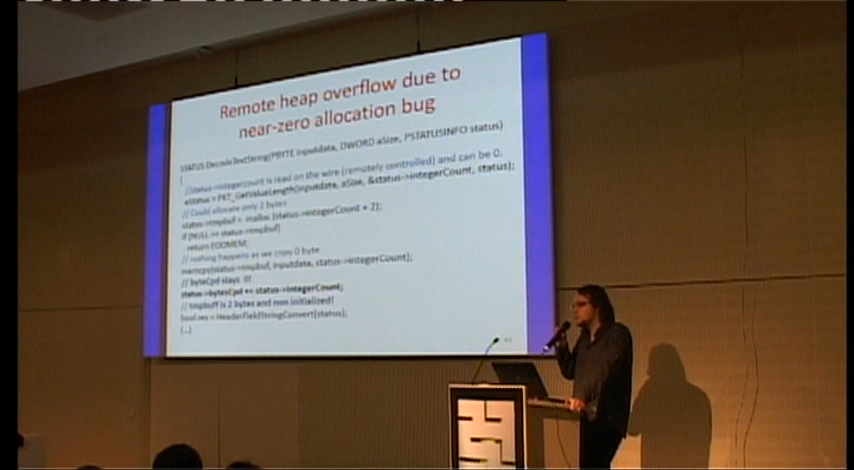 Remote heap overflow due to
near-zero allocation bug
STATUS DecodeTextString(PBYTE inputdata, DWORD aSize, PSTATUSINFO status)
{
//status->integercount is read on the wire (remotely controlled) and can be 0.
eStatus = PKT_GetValueLength(inputdata, aSize, &status->integerCount, status);
// Could allocate only 2 bytes
status->tmpbuf = malloc (status->integerCount + 2);
if (NULL == status->tmpbuf)
return EOOMEM;
// nothing happens as we copy 0 byte
memcpy(status->tmpbuf, inputdata, status->integerCount);
// byteCpd stays 0!
status->bytesCpd += status->integerCount;
// tmpbuff is 2 bytes and non initialized!
bool res = HeaderFieldStringConvert(status);
(...)